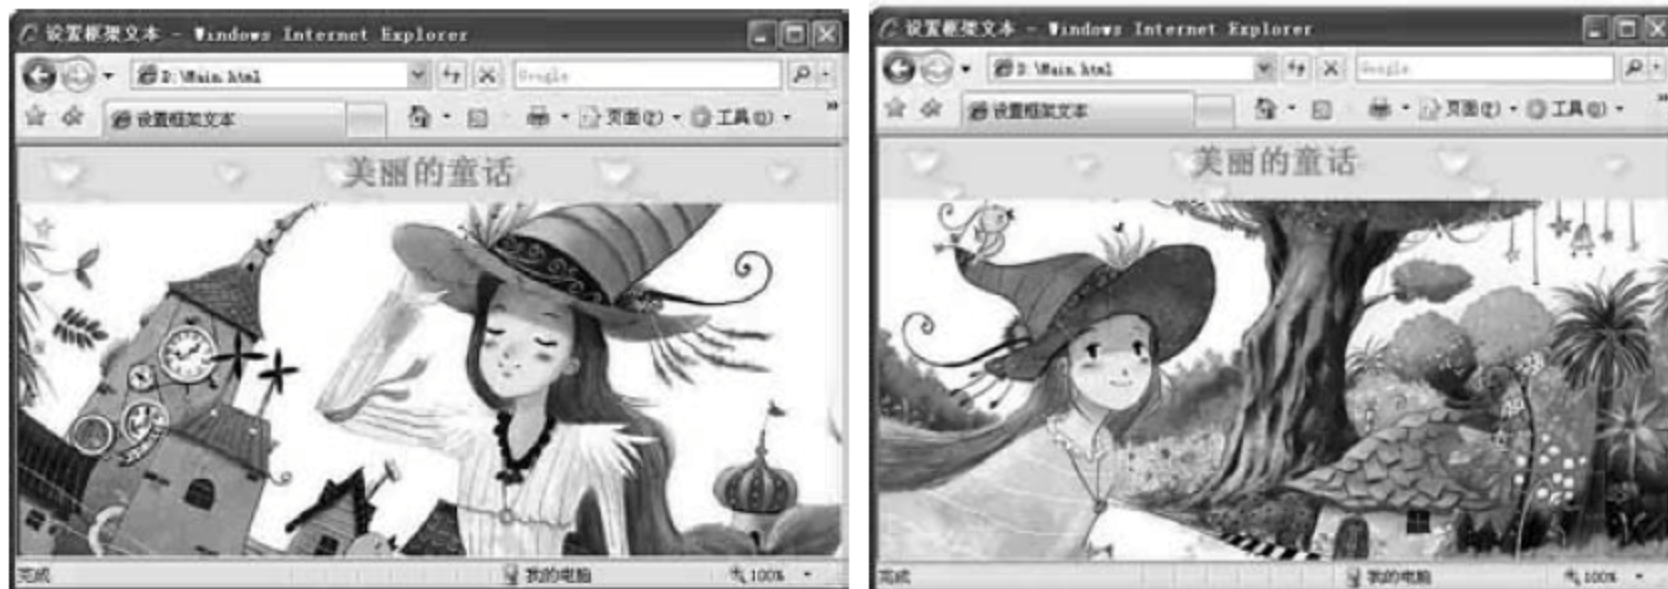 设置框架文本 - Windows Internet Explorer
D:\Main.html
Google
设置框架文本
页面(P)
工具(O)
»
美丽的童话
完成
我的电脑
100%
设置框架文本 - Windows Internet Explorer
D:\Main.html
Google
设置框架文本
页面(P)
工具(O)
»
美丽的童话
完成
我的电脑
100%